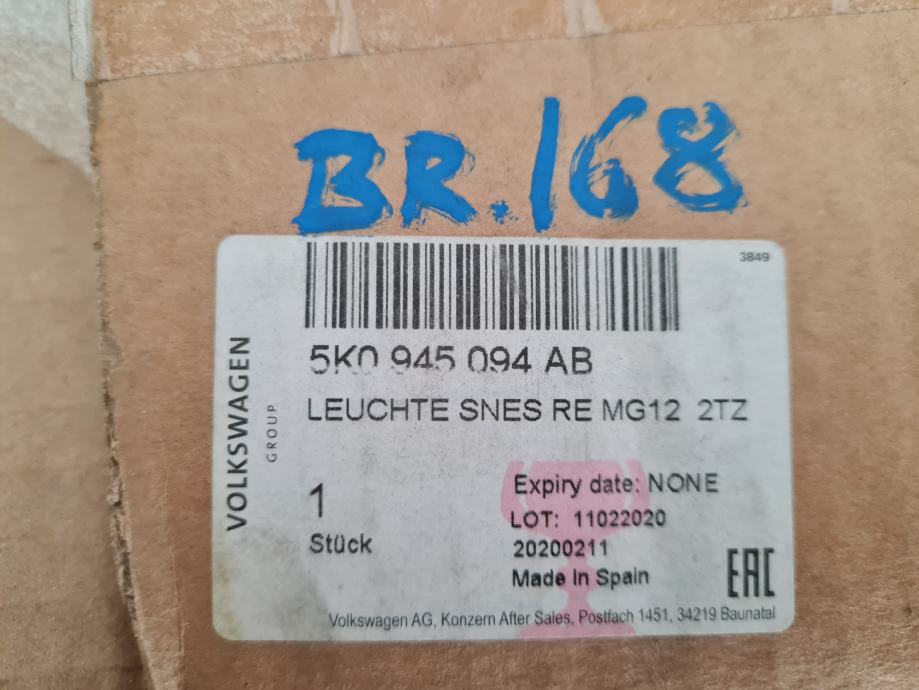 BR.168
3849
5K0 945 094 AB
LEUCHTE SNES RE MG12 2TZ
VOLKSWAGEN
GROUP
1
Stück
Expiry date: NONE
LOT: 11022020
20200211
Made In Spain
EAC
Volkswagen AG, Konzern After Sales, Postfach 1451, 34219 Baunatal